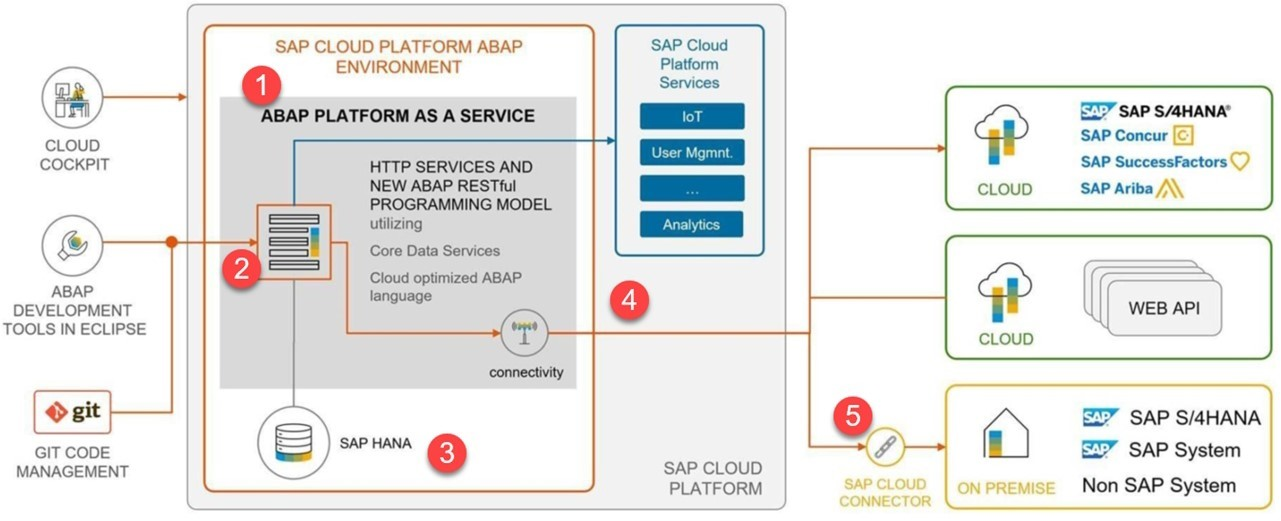 CLOUD
COCKPIT
ABAP
DEVELOPMENT
TOOLS IN ECLIPSE
git
GIT CODE
MANAGEMENT
SAP CLOUD PLATFORM ABAP
ENVIRONMENT
1
ABAP PLATFORM AS A SERVICE
HTTP SERVICES AND
NEW ABAP RESTful
PROGRAMMING MODEL
utilizing
Core Data Services
Cloud optimized ABAP
language
2
connectivity
SAP HANA
3
SAP Cloud
Platform
Services
IoT
User Mgmnt.
...
Analytics
4
SAP CLOUD
PLATFORM
5
SAP CLOUD
CONNECTOR
CLOUD
SAP SAP S/4HANA®
SAP Concur C
SAP SuccessFactors
SAP Ariba
CLOUD
WEB API
ON PREMISE
SAP SAP S/4HANA
SAP SAP System
Non SAP System